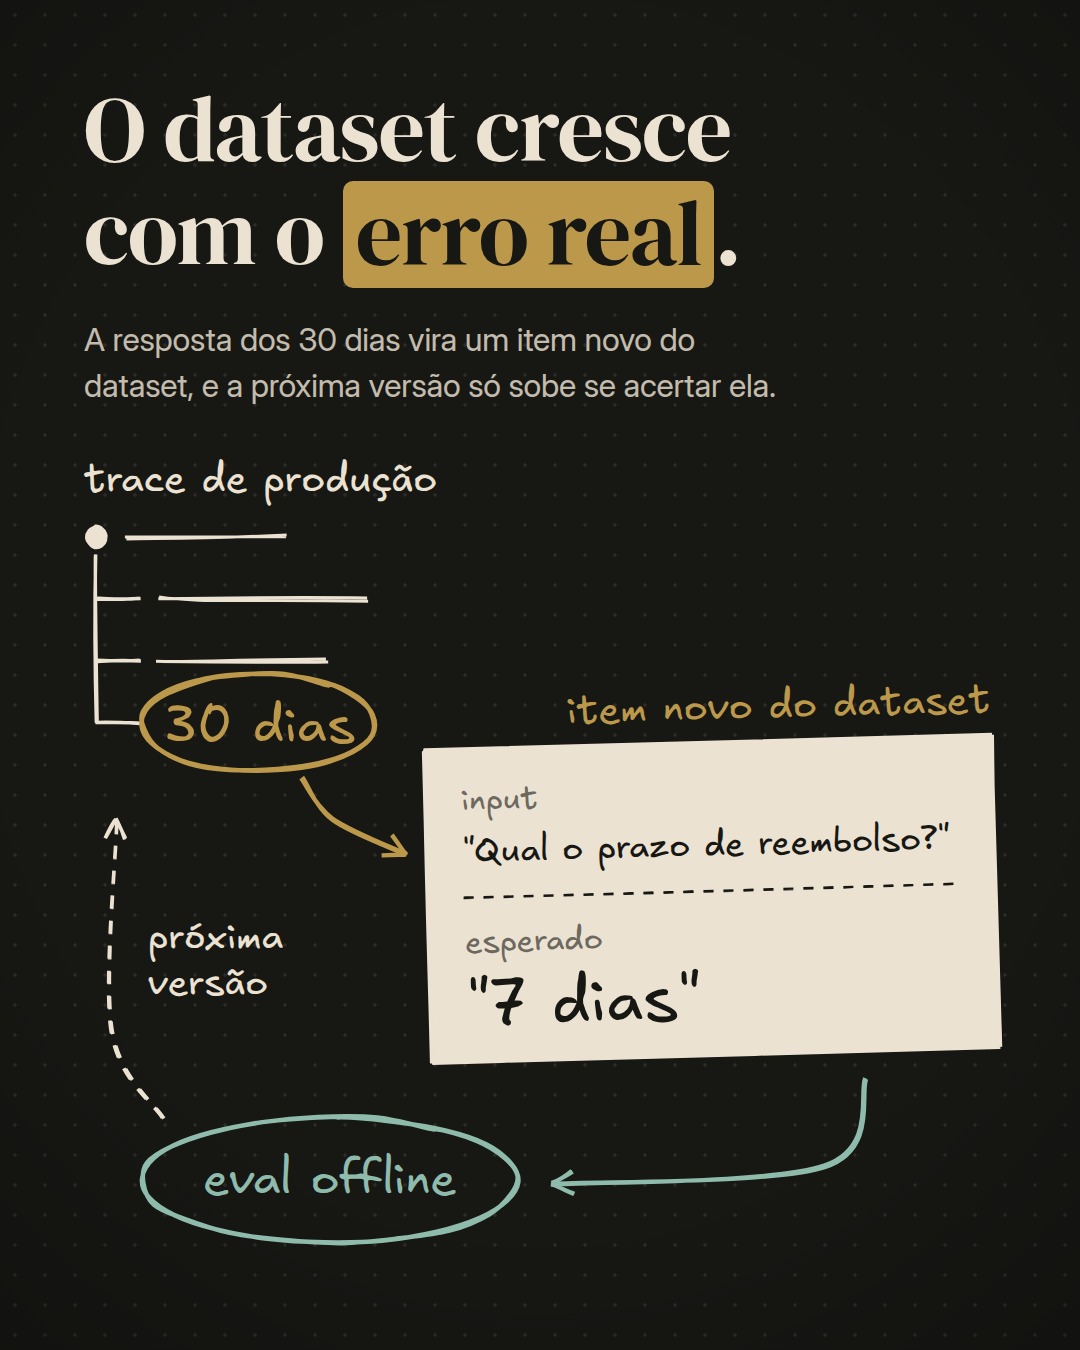 O dataset cresce
com o erro real.
A resposta dos 30 dias vira um item novo do
dataset, e a próxima versão só sobe se acertar ela.
trace de produção
30 dias
item novo do dataset
input
"Qual o prazo de reembolso?"
esperado
"7 dias"
próxima
versão
eval offline